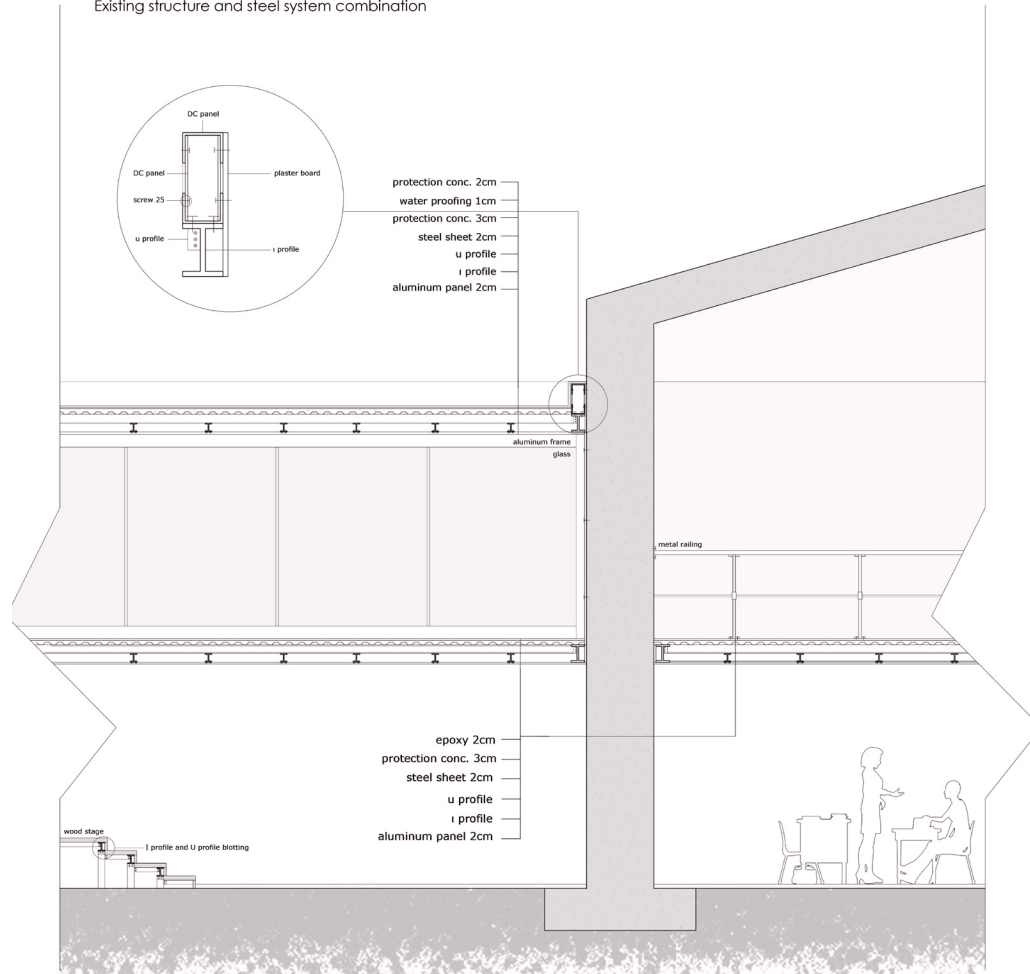 Existing structure and steel system combination
DC panel
DC panel
plaster board
screw 25
u profile
ı profile
protection conc. 2cm
water proofing 1cm
protection conc. 3cm
steel sheet 2cm
u profile
ı profile
aluminum panel 2cm
aluminum frame
glass
metal railing
epoxy 2cm
protection conc. 3cm
steel sheet 2cm
u profile
ı profile
aluminum panel 2cm
wood stage
I profile and U profile blotting